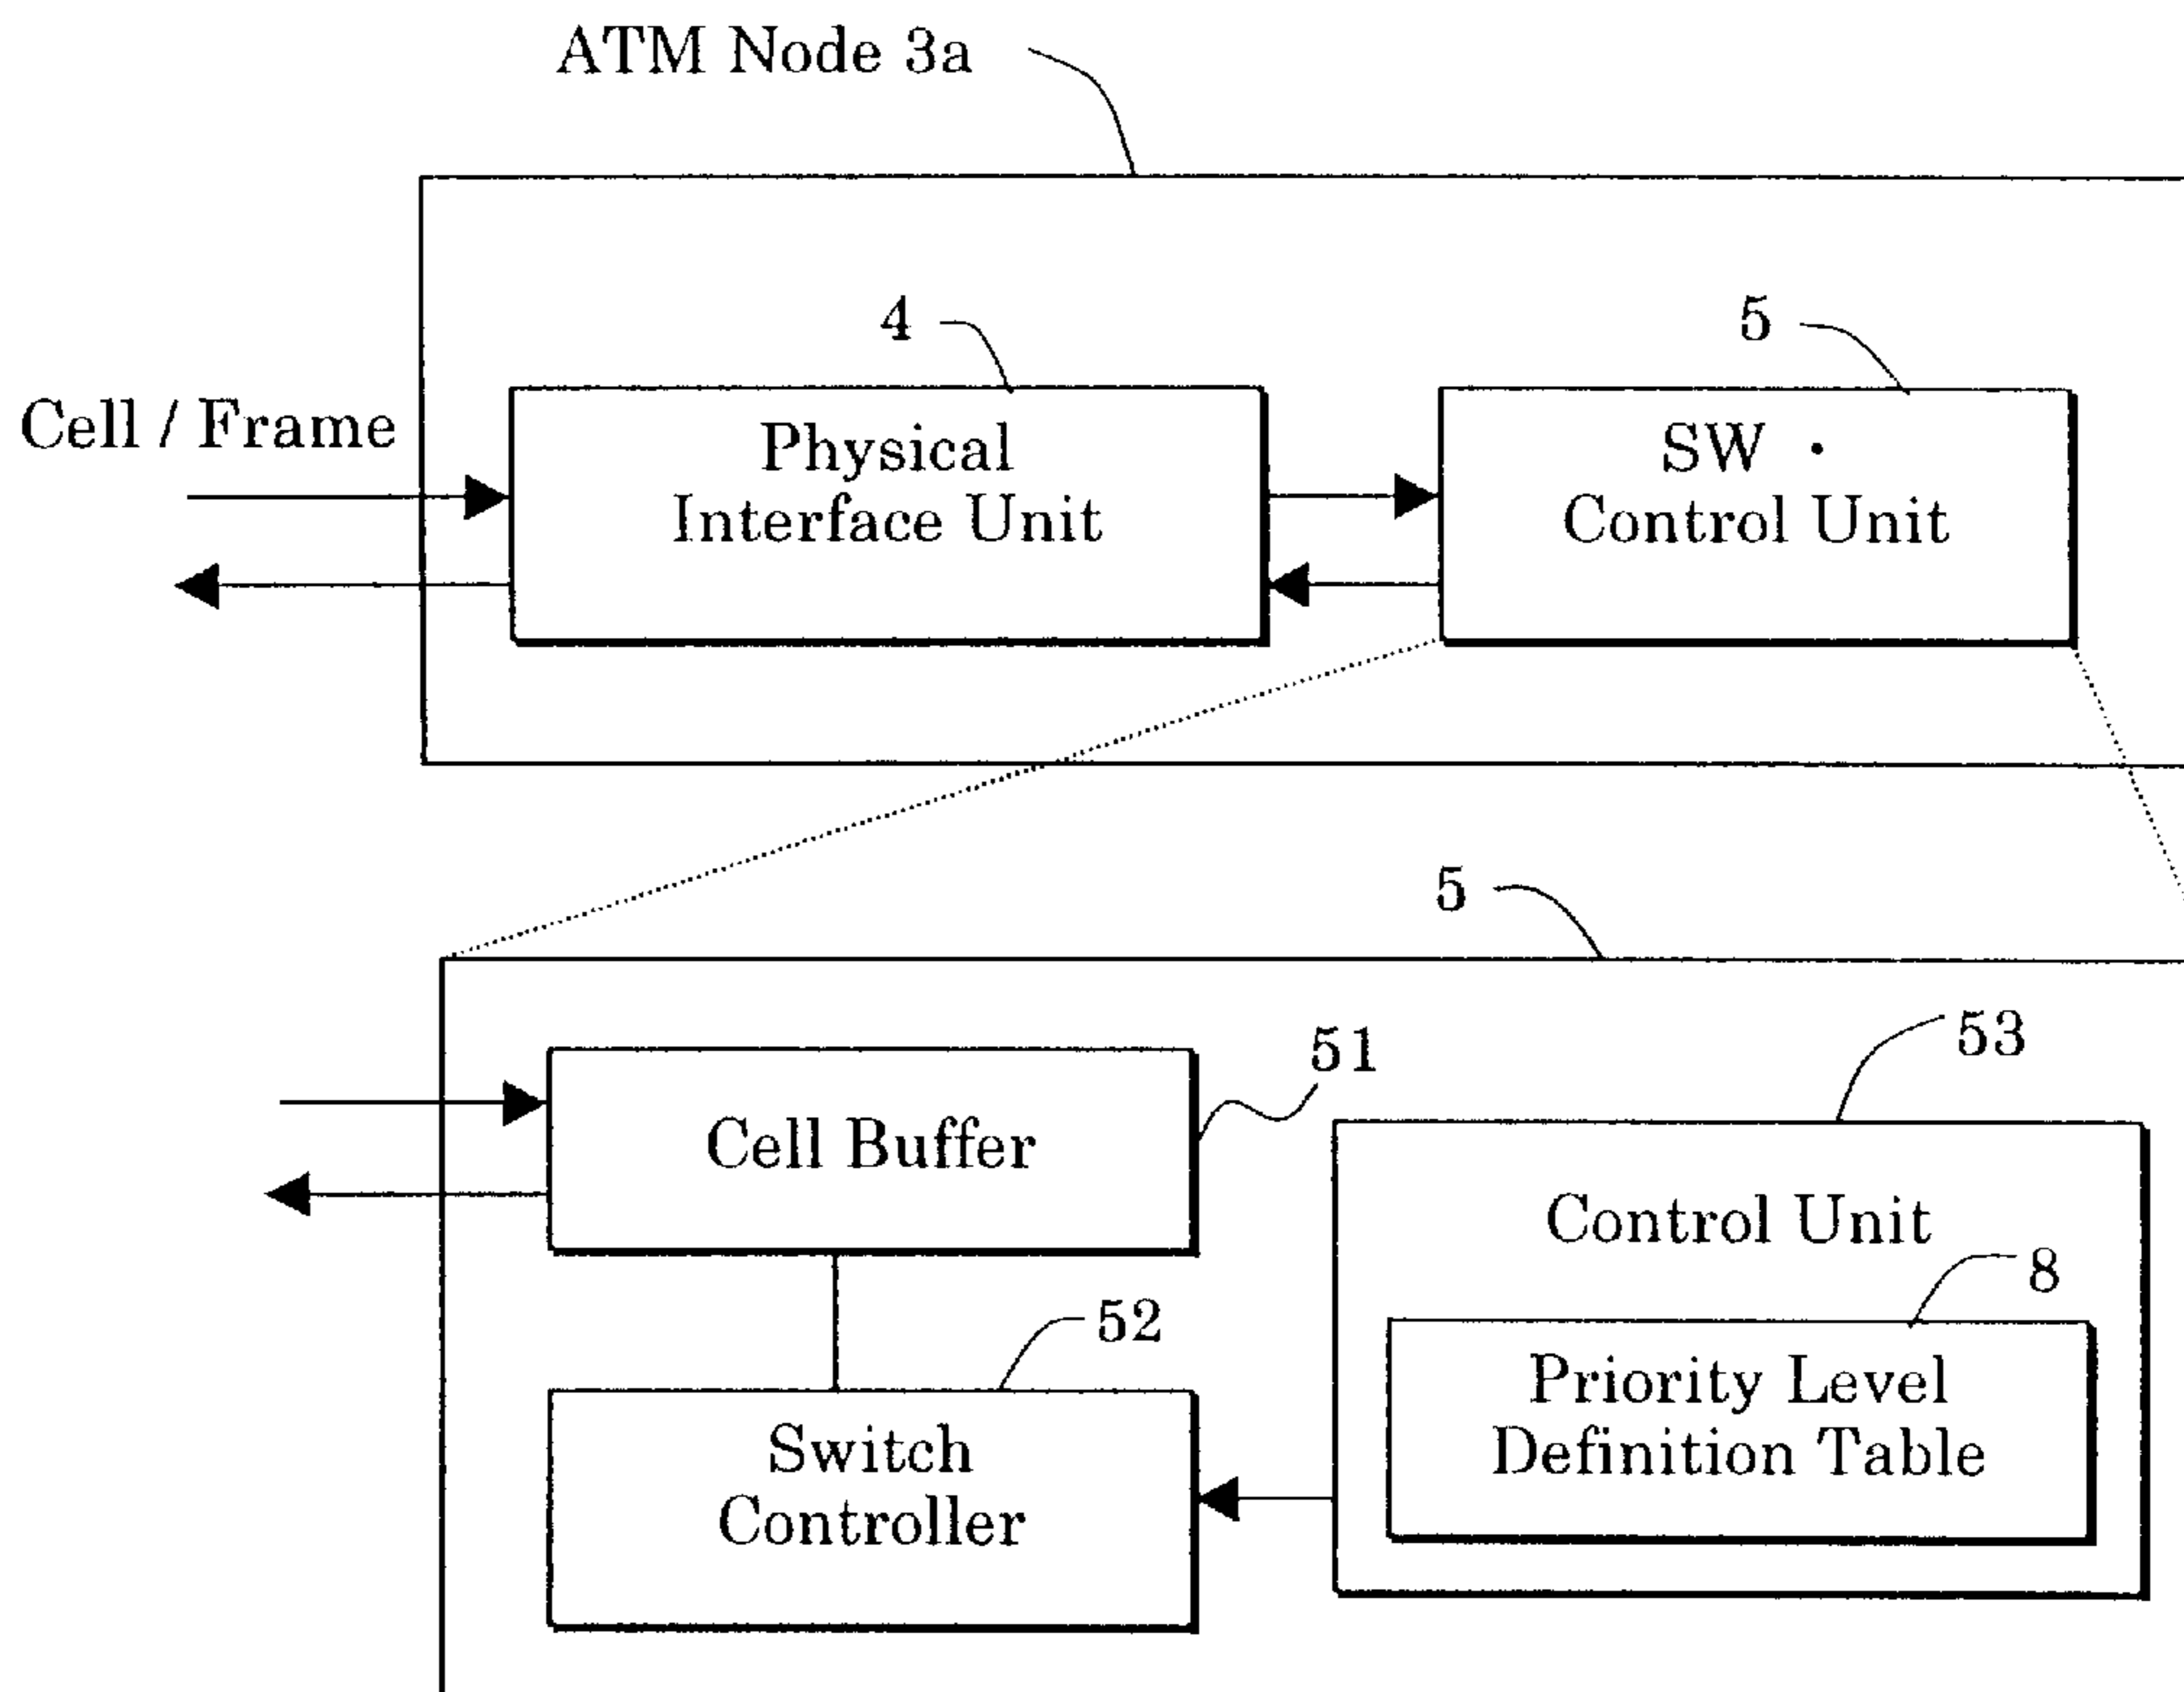 ATM Node 3a
4
5
Cell / Frame
Physical
Interface Unit
SW ·
Control Unit
5
53
51
Cell Buffer
Control Unit
8
52
Priority Level
Definition Table
Switch
Controller